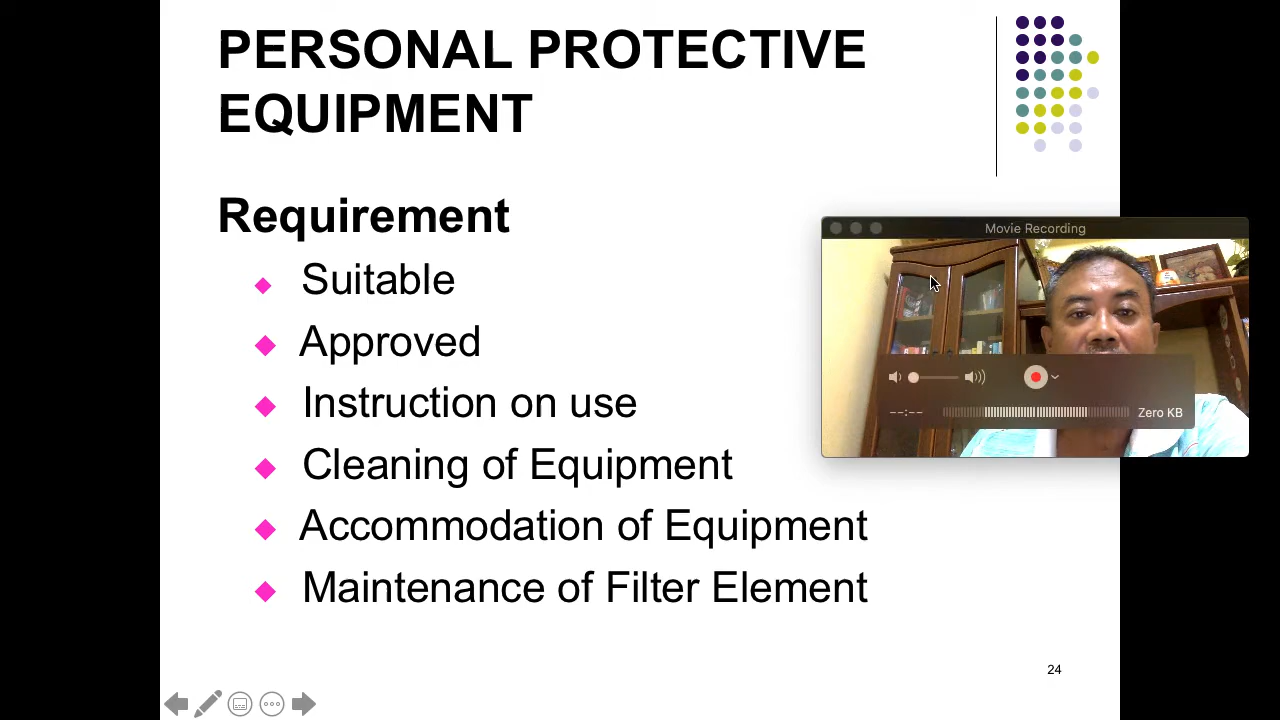 PERSONAL PROTECTIVE
EQUIPMENT
Requirement
Suitable
Approved
Instruction on use
Cleaning of Equipment
Accommodation of Equipment
Maintenance of Filter Element
Movie Recording
--:--
Zero KB
24